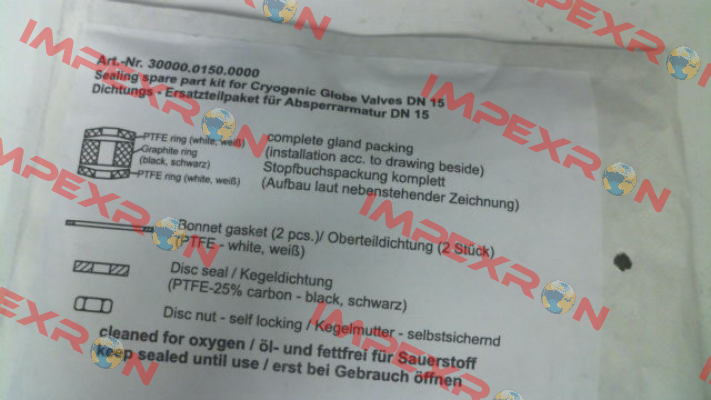 Art.-Nr. 30000.0150.0000
Sealing spare part kit for Cryogenic Globe Valves DN 15
Dichtungs - Ersatzteilpaket für Absperrarmatur DN 15
PTFE ring (white, weiß)
Graphite ring
(black, schwarz)
PTFE ring (white, weiß)
complete gland packing
(installation acc. to drawing beside)
Stopfbuchspackung komplett
(Aufbau laut nebenstehender Zeichnung)
Bonnet gasket (2 pcs.)/ Oberteildichtung (2 Stück)
(PTFE - white, weiß)
Disc seal / Kegeldichtung
(PTFE-25% carbon - black, schwarz)
Disc nut - self locking / Kegelmutter - selbstsichernd
cleaned for oxygen / öl- und fettfrei für Sauerstoff
keep sealed until use / erst bei Gebrauch öffnen
IMPEXRON
IMPEXRON
IMPEXRON
IMPEXRON
IMPEXRON
IMPEXRON
IMPEXRON